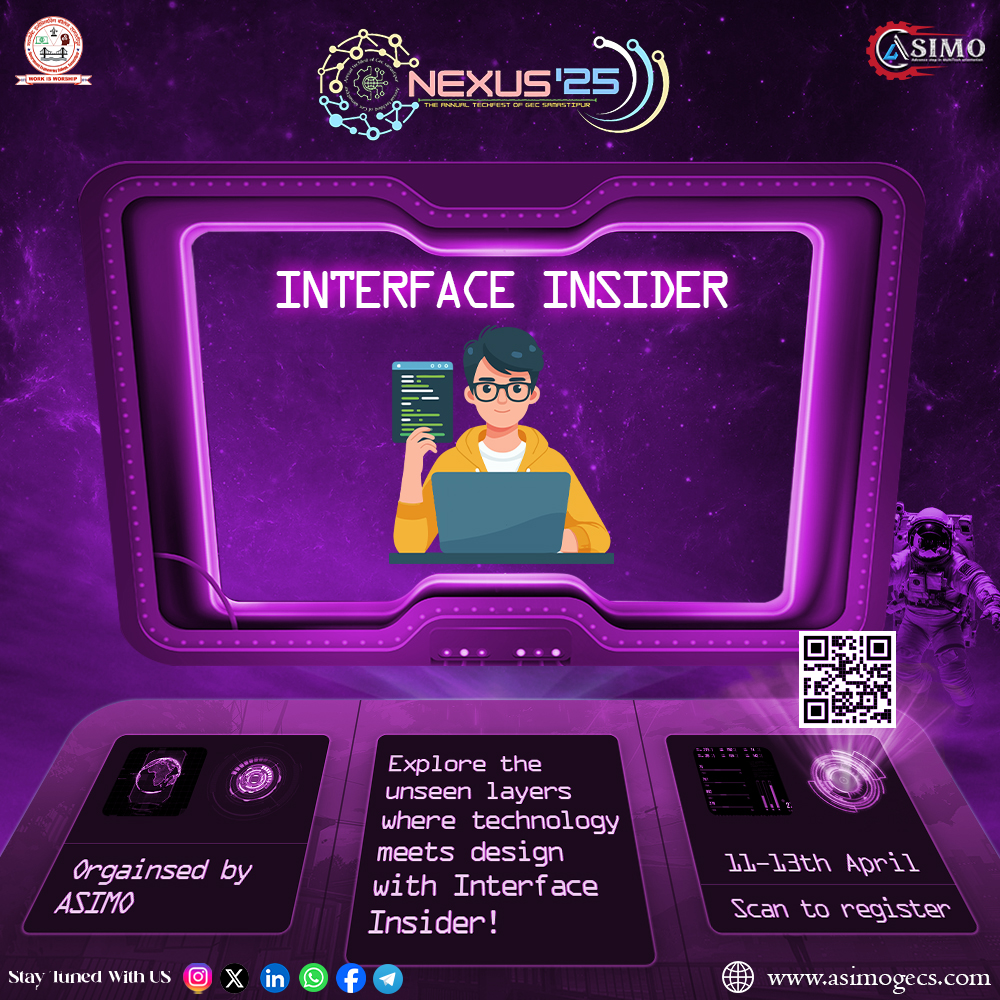 WORK IS WORSHIP
NEXUS'25
THE ANNUAL TECHFEST OF GEC SAMASTIPUR
ASIMO
INTERFACE INSIDER
Explore the
unseen layers
where technology
meets design
with Interface
Insider!
Orgainsed by
ASIMO
11-13th April
Scan to register
Stay Tuned With US
www.asimogecs.com